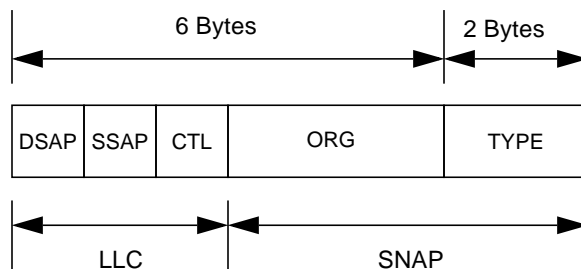 6 Bytes 2 Bytes
DSAP SSAP CTL ORG TYPE
LLC SNAP